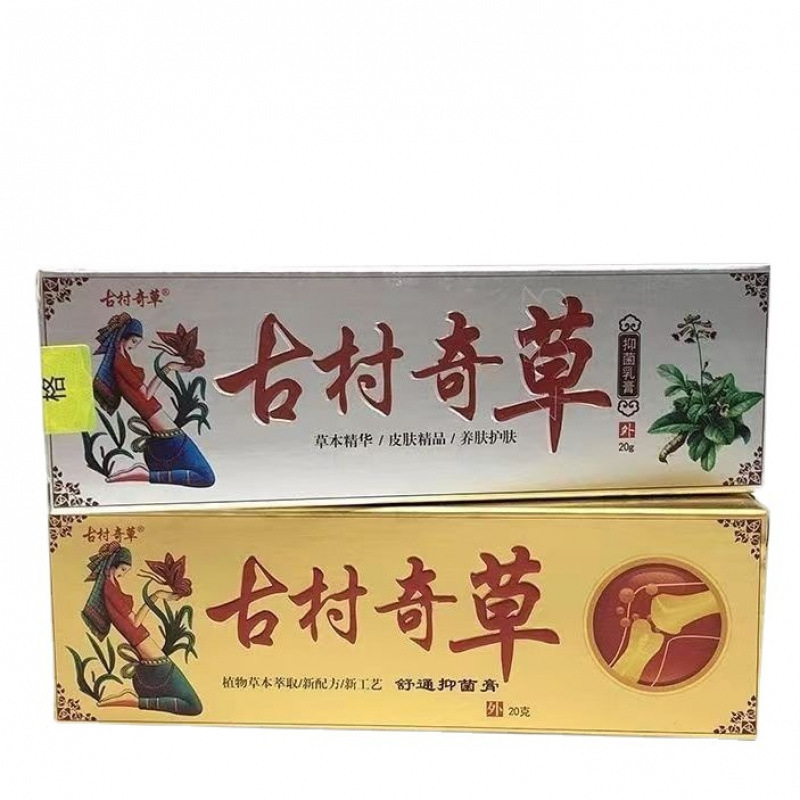 古村奇草®
格
古村奇草
抑菌乳膏
草本精华 / 皮肤精品 / 养肤护肤
外
20g
古村奇草®
古村奇草
植物草本萃取/新配方/新工艺 舒通抑菌膏
外 20克